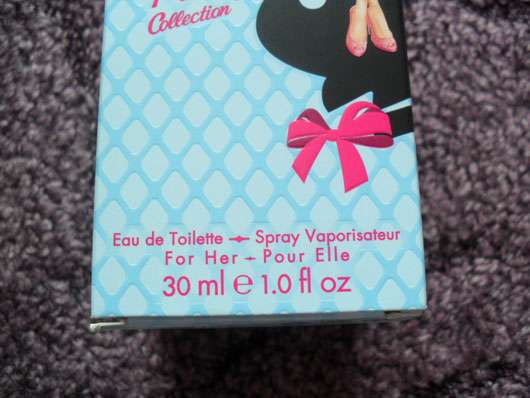 Collection
Eau de Toilette - Spray Vaporisateur
For Her - Pour Elle
30 ml ℮ 1.0 fl oz